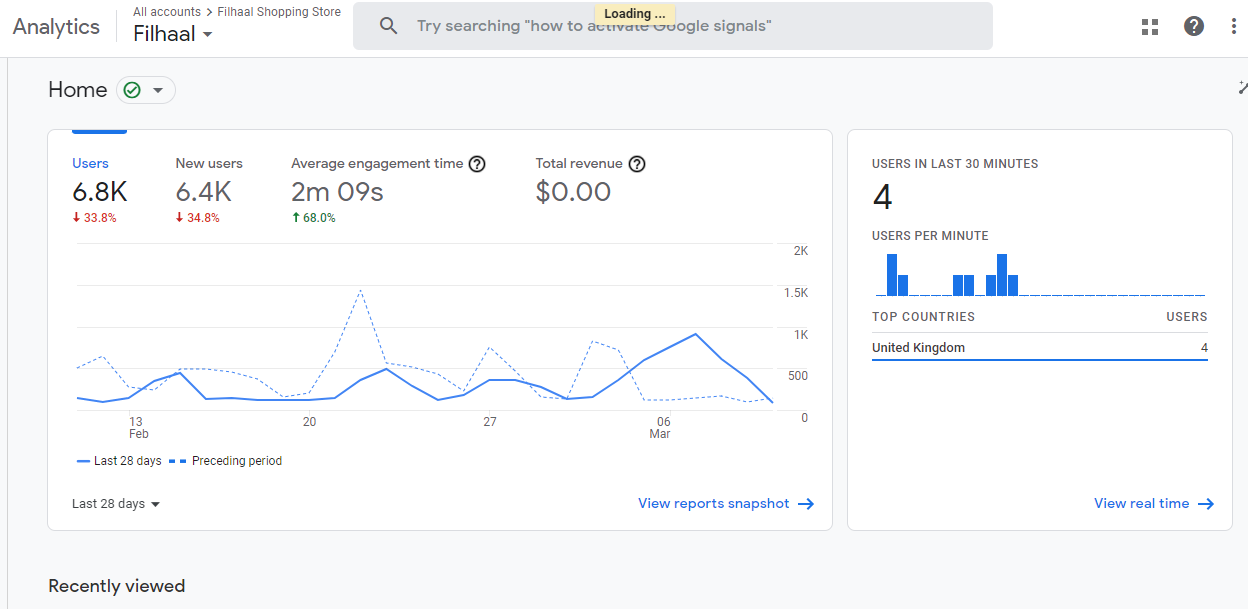 Analytics
All accounts > Filhaal Shopping Store
Filhaal
Try searching "how to activate Google signals"
Loading ...
Home
Users
6.8K
33.8%
New users
6.4K
34.8%
Average engagement time
2m 09s
68.0%
Total revenue
$0.00
2K
1.5K
1K
500
0
13
Feb
20
27
06
Mar
Last 28 days
Preceding period
Last 28 days
View reports snapshot
USERS IN LAST 30 MINUTES
4
USERS PER MINUTE
TOP COUNTRIES USERS
United Kingdom 4
View real time
Recently viewed